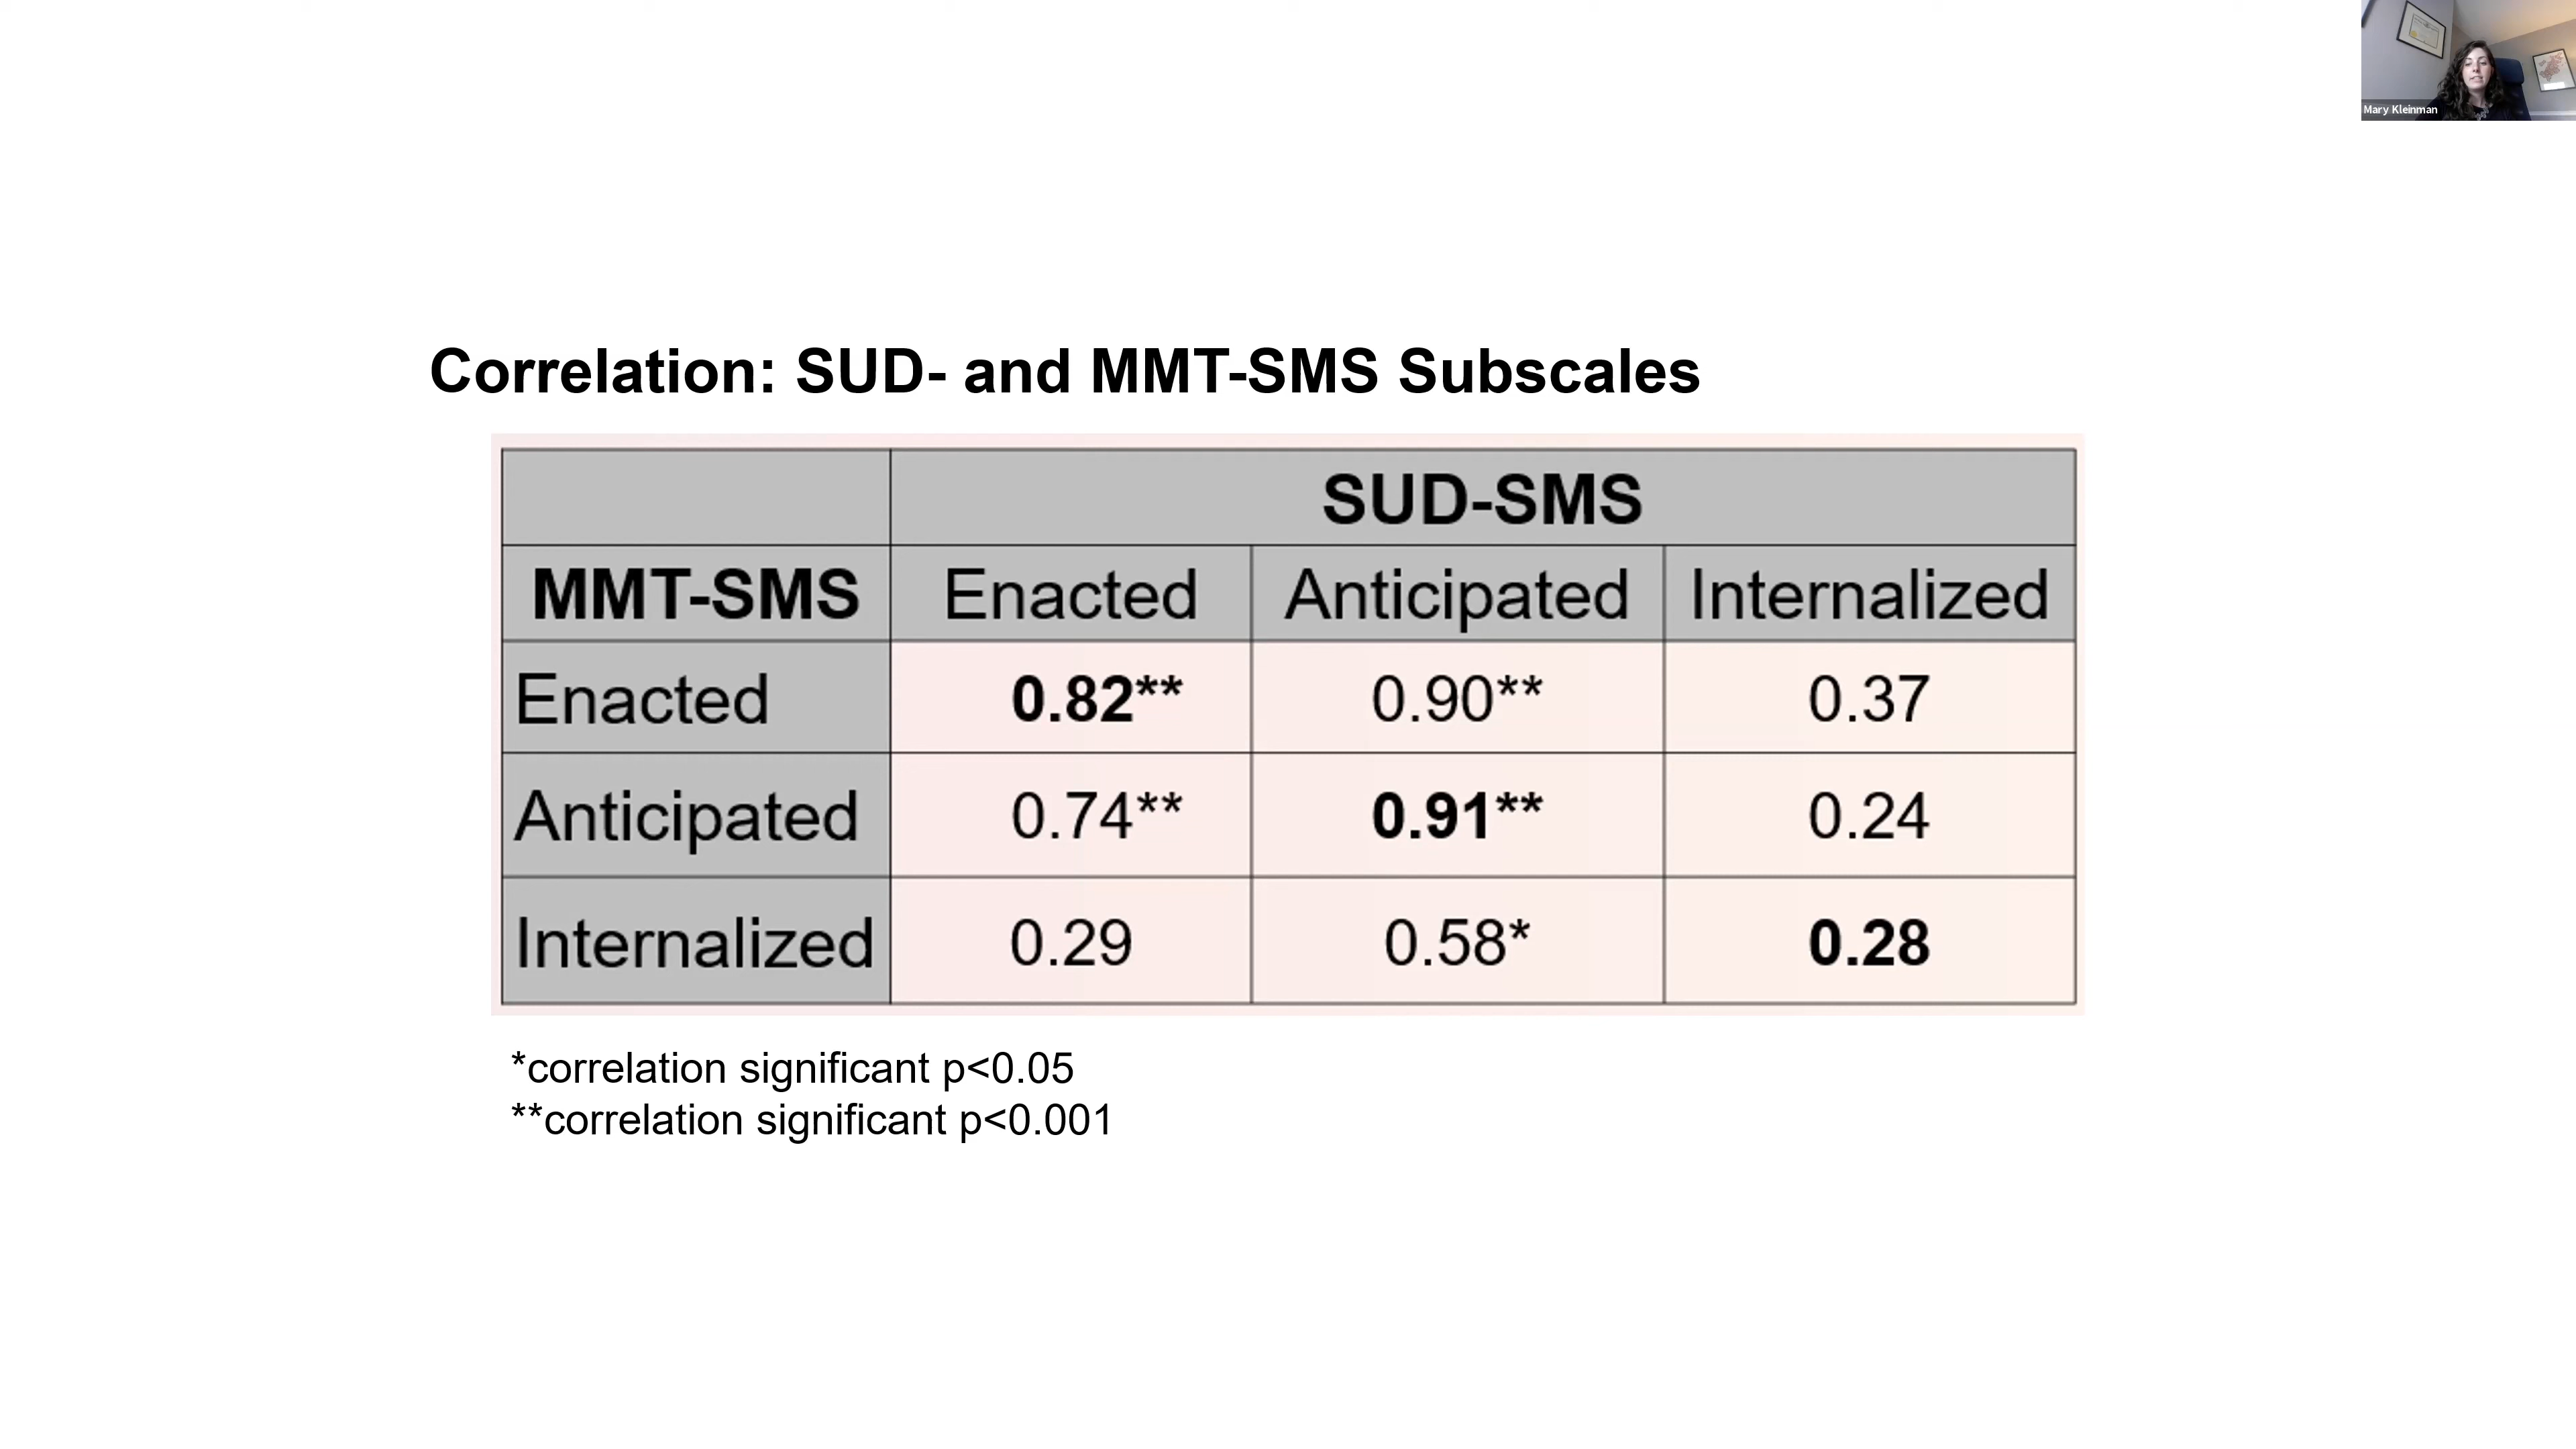 Mary Kleinman
Correlation: SUD- and MMT-SMS Subscales
SUD-SMS
MMT-SMS Enacted Anticipated Internalized
Enacted 0.82** 0.90** 0.37
Anticipated 0.74** 0.91** 0.24
Internalized 0.29 0.58* 0.28
*correlation significant p<0.05
**correlation significant p<0.001